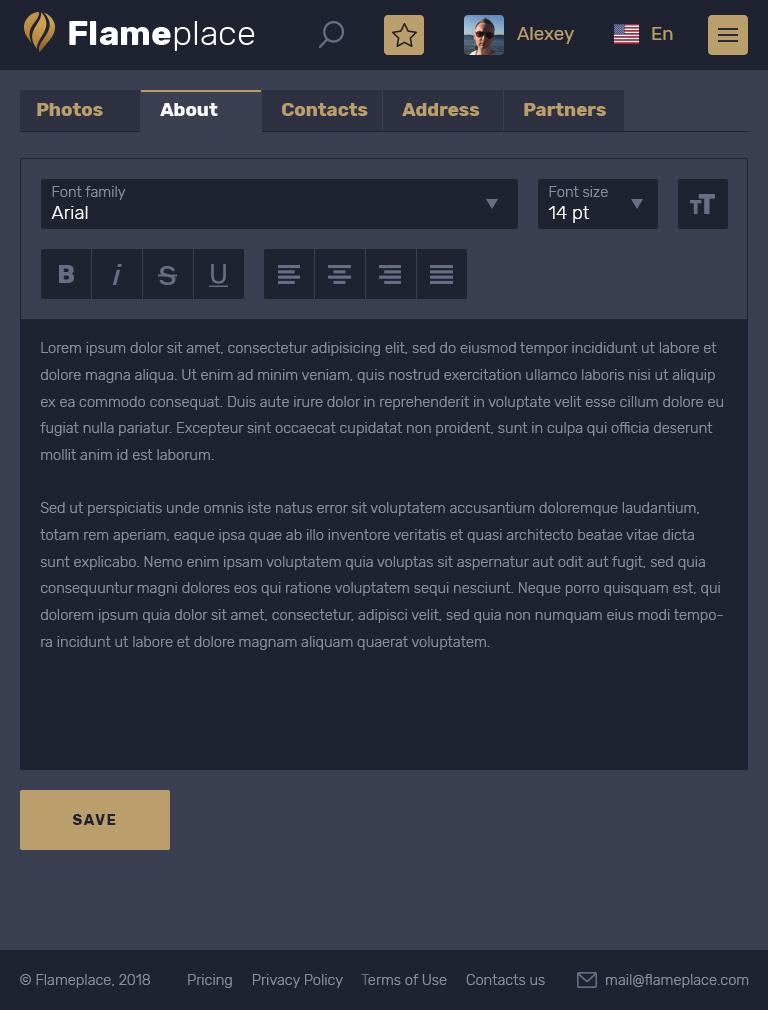 Flameplace
Alexey
En
Photos
About
Contacts
Address
Partners
Font family
Arial
Font size
14 pt
TT
B i S U
Lorem ipsum dolor sit amet, consectetur adipisicing elit, sed do eiusmod tempor incididunt ut labore et
dolore magna aliqua. Ut enim ad minim veniam, quis nostrud exercitation ullamco laboris nisi ut aliquip
ex ea commodo consequat. Duis aute irure dolor in reprehenderit in voluptate velit esse cillum dolore eu
fugiat nulla pariatur. Excepteur sint occaecat cupidatat non proident, sunt in culpa qui officia deserunt
mollit anim id est laborum.
Sed ut perspiciatis unde omnis iste natus error sit voluptatem accusantium doloremque laudantium,
totam rem aperiam, eaque ipsa quae ab illo inventore veritatis et quasi architecto beatae vitae dicta
sunt explicabo. Nemo enim ipsam voluptatem quia voluptas sit aspernatur aut odit aut fugit, sed quia
consequuntur magni dolores eos qui ratione voluptatem sequi nesciunt. Neque porro quisquam est, qui
dolorem ipsum quia dolor sit amet, consectetur, adipisci velit, sed quia non numquam eius modi tempo-
ra incidunt ut labore et dolore magnam aliquam quaerat voluptatem.
SAVE
© Flameplace, 2018
Pricing
Privacy Policy
Terms of Use
Contacts us
mail@flameplace.com